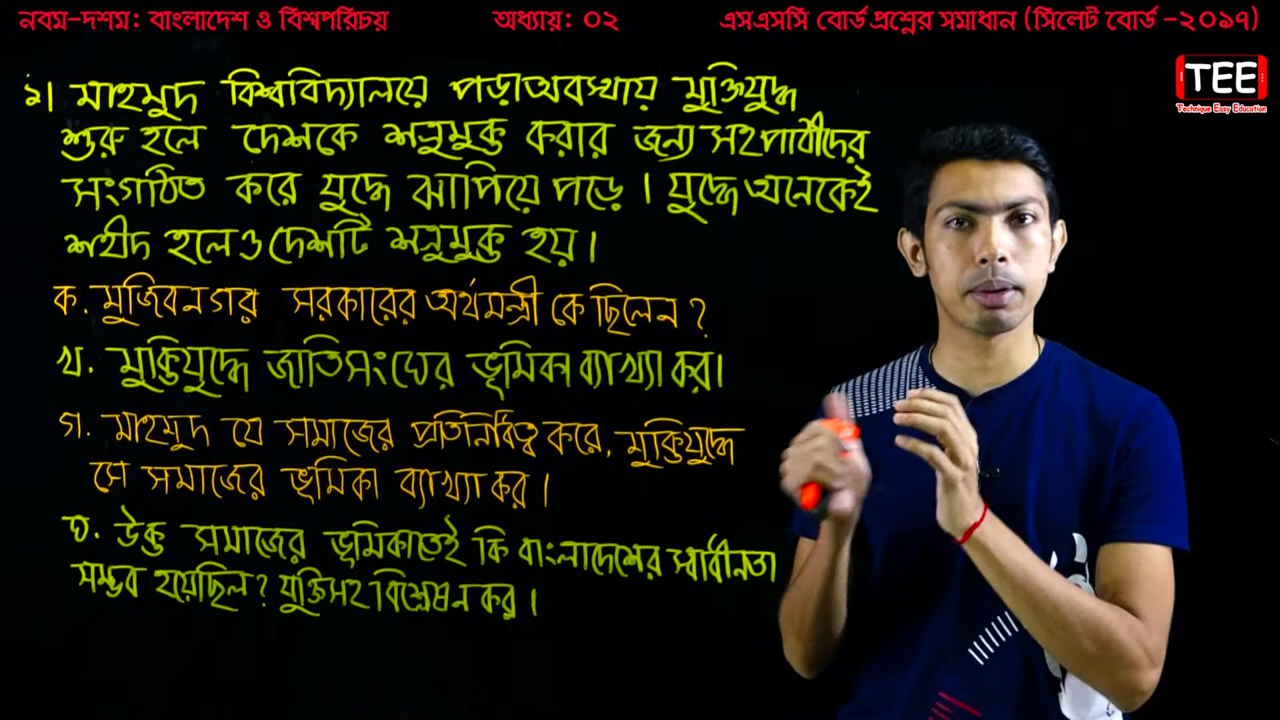 নবম-দশম: বাংলাদেশ ও বিশ্বপরিচয়
অধ্যায়: ০২
এসএসসি বোর্ড প্রশ্নের সমাধান (সিলেট বোর্ড -২০১৭)
TEE
Technique Easy Education
১। মাহমুদ বিশ্ববিদ্যালয়ে পড়াঅবস্থায় মুক্তিযুদ্ধ
শুরু হলে দেশকে শত্রুমুক্ত করার জন্য সহপাঠীদের
সংগঠিত করে যুদ্ধে ঝাপিয়ে পড়ে। যুদ্ধে অনেকেই
শহীদ হলেও দেশটি শত্রুমুক্ত হয়।
ক. মুজিবনগর সরকারের অর্থমন্ত্রী কে ছিলেন?
খ. মুক্তিযুদ্ধে জাতিসংঘের ভূমিকা ব্যাখ্যা কর।
গ. মাহমুদ যে সমাজের প্রতিনিধিত্ব করে, মুক্তিযুদ্ধে
সে সমাজের ভূমিকা ব্যাখ্যা কর।
ঘ. উক্ত সমাজের ভূমিকাতেই কি বাংলাদেশের স্বাধীনতা
সম্ভব হয়েছিল? যুক্তিসহ বিশ্লেষন কর।